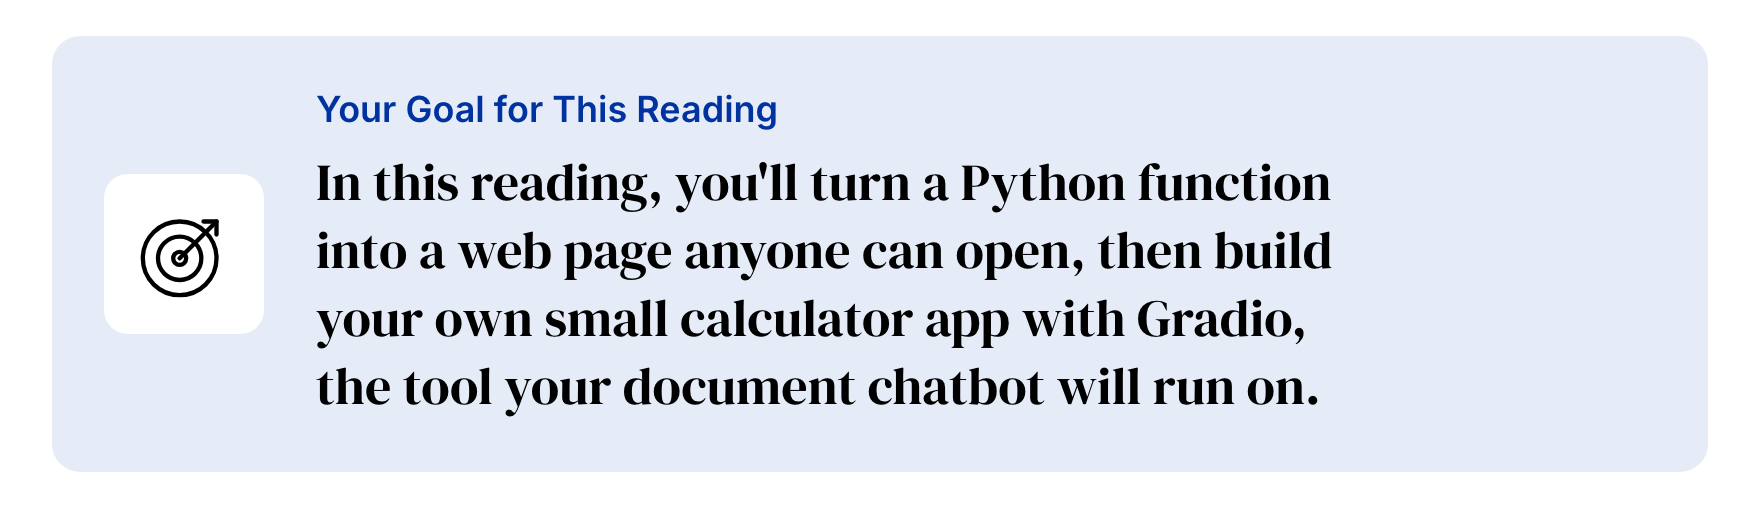 Your Goal for This Reading
In this reading, you'll turn a Python function
into a web page anyone can open, then build
your own small calculator app with Gradio,
the tool your document chatbot will run on.